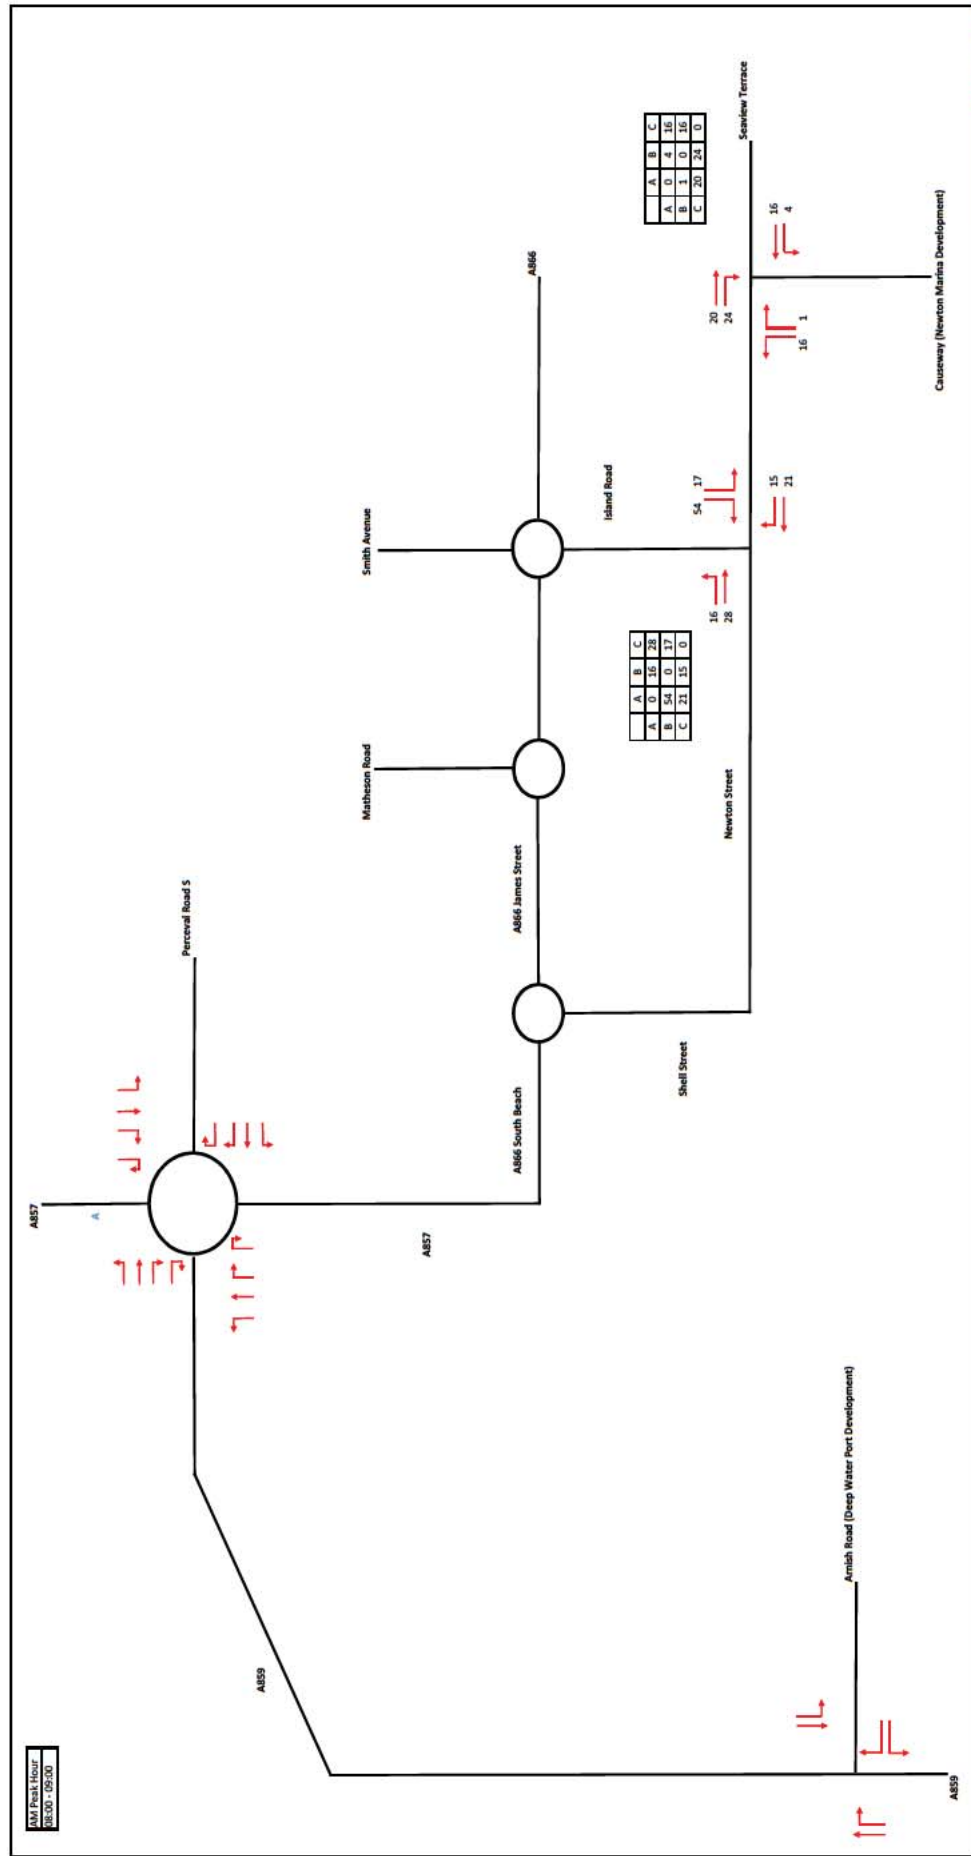 AM Peak Hour
08:00 - 09:00
A857
A
Perceval Road S
A859
A857
A866 South Beach
A866 James Street
Matheson Road
Smith Avenue
A866
Island Road
Shell Street
Newton Street
A B C
A 0 16 28
B 54 0 17
C 21 15 0
16
28
54 17
15
21
A B C
A 0 4 16
B 1 0 16
C 20 24 0
20
24
16 1
16
4
Seaview Terrace
Causeway (Newton Marina Development)
Arnish Road (Deep Water Port Development)
A859